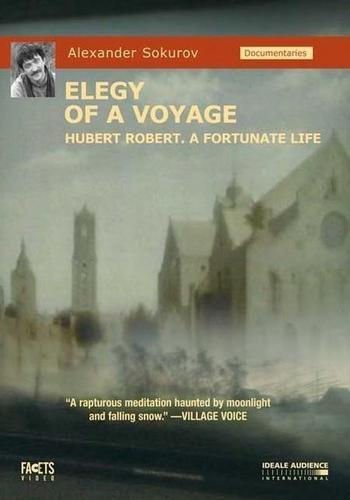 Alexander Sokurov
Documentaries
ELEGY
OF A VOYAGE
HUBERT ROBERT. A FORTUNATE LIFE
"A rapturous meditation haunted by moonlight
and falling snow." —VILLAGE VOICE
FACETS
VIDEO
IDEALE AUDIENCE
INTERNATIONAL